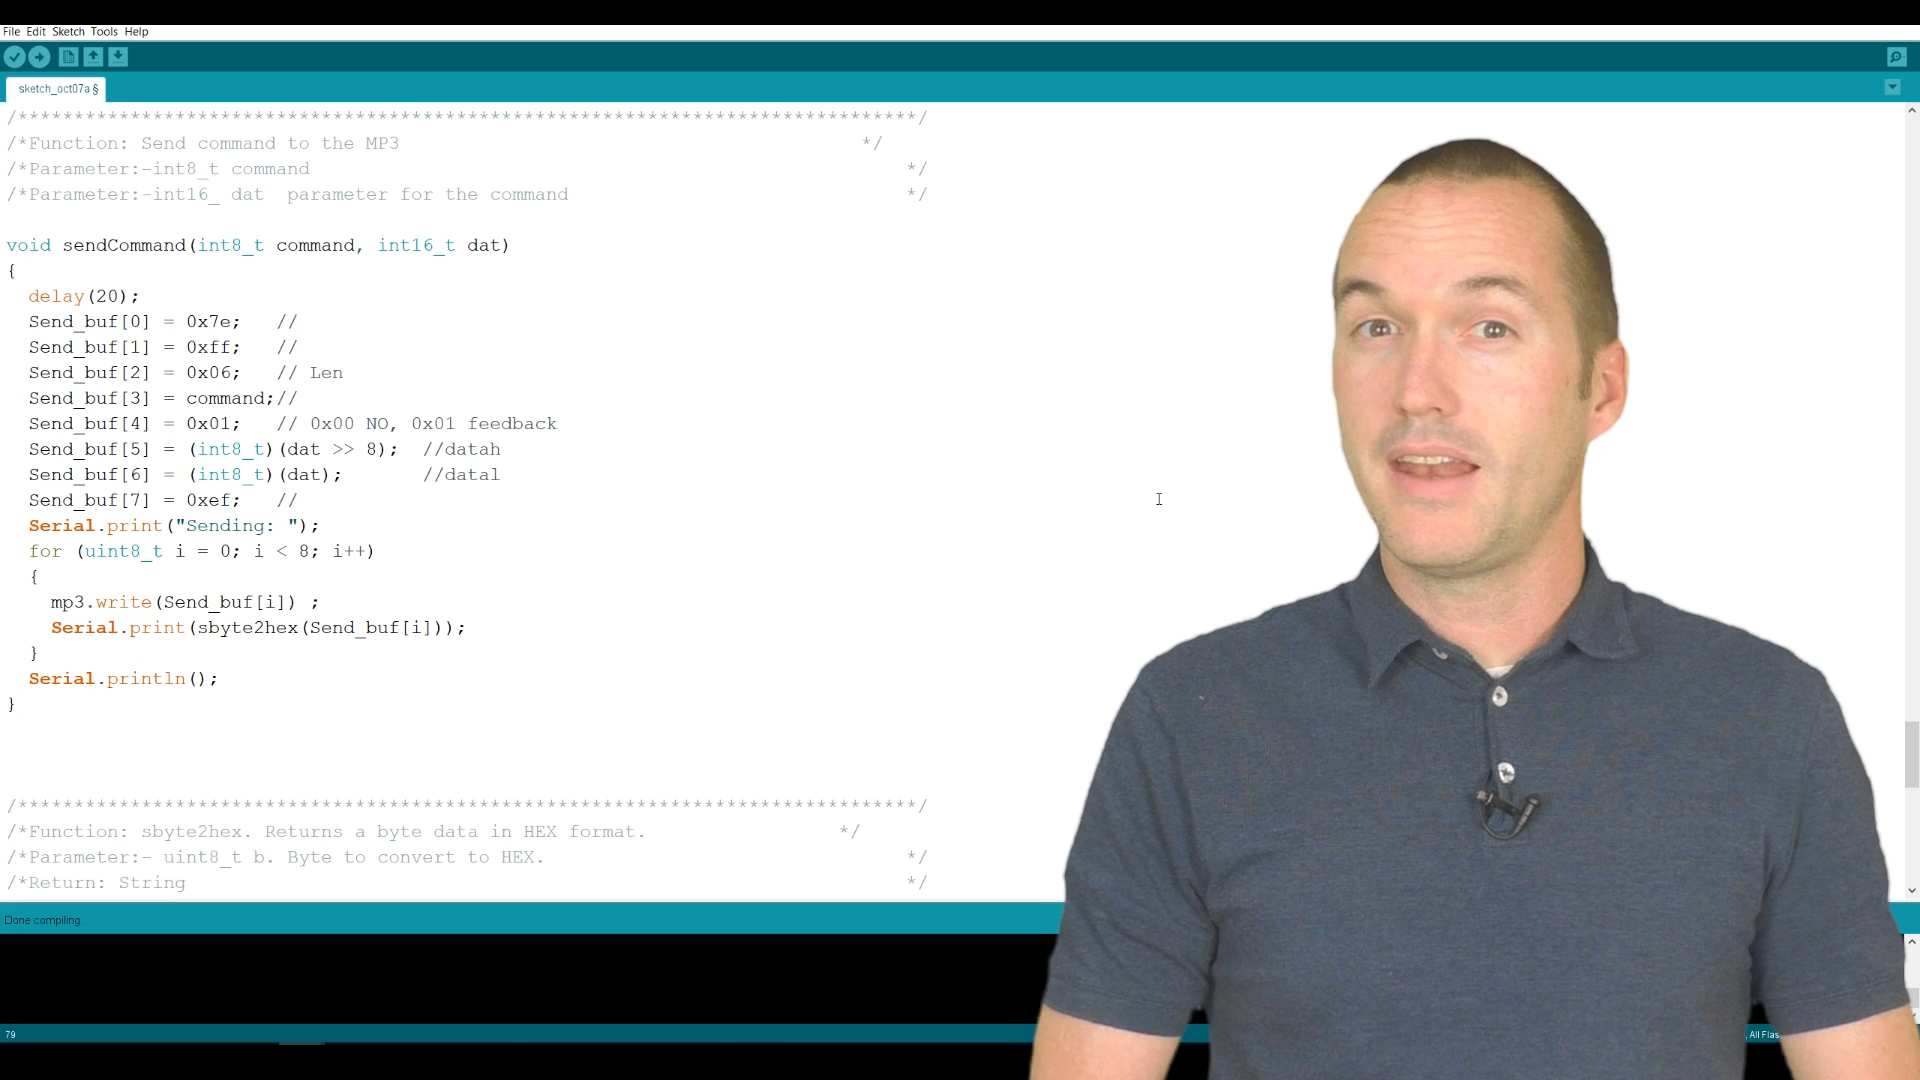 File Edit Sketch Tools Help
sketch_oct07a §
/********************************************************************************/
/*Function: Send command to the MP3 */
/*Parameter:-int8_t command */
/*Parameter:-int16_ dat  parameter for the command */
void sendCommand(int8_t command, int16_t dat)
{
delay(20);
Send_buf[0] = 0x7e;   //
Send_buf[1] = 0xff;   //
Send_buf[2] = 0x06;   // Len
Send_buf[3] = command;//
Send_buf[4] = 0x01;   // 0x00 NO, 0x01 feedback
Send_buf[5] = (int8_t)(dat >> 8);  //datah
Send_buf[6] = (int8_t)(dat);       //datal
Send_buf[7] = 0xef;   //
Serial.print("Sending: ");
for (uint8_t i = 0; i < 8; i++)
{
mp3.write(Send_buf[i]) ;
Serial.print(sbyte2hex(Send_buf[i]));
}
Serial.println();
}
/********************************************************************************/
/*Function: sbyte2hex. Returns a byte data in HEX format. */
/*Parameter:- uint8_t b. Byte to convert to HEX. */
/*Return: String */
Done compiling.
79
, All Flas